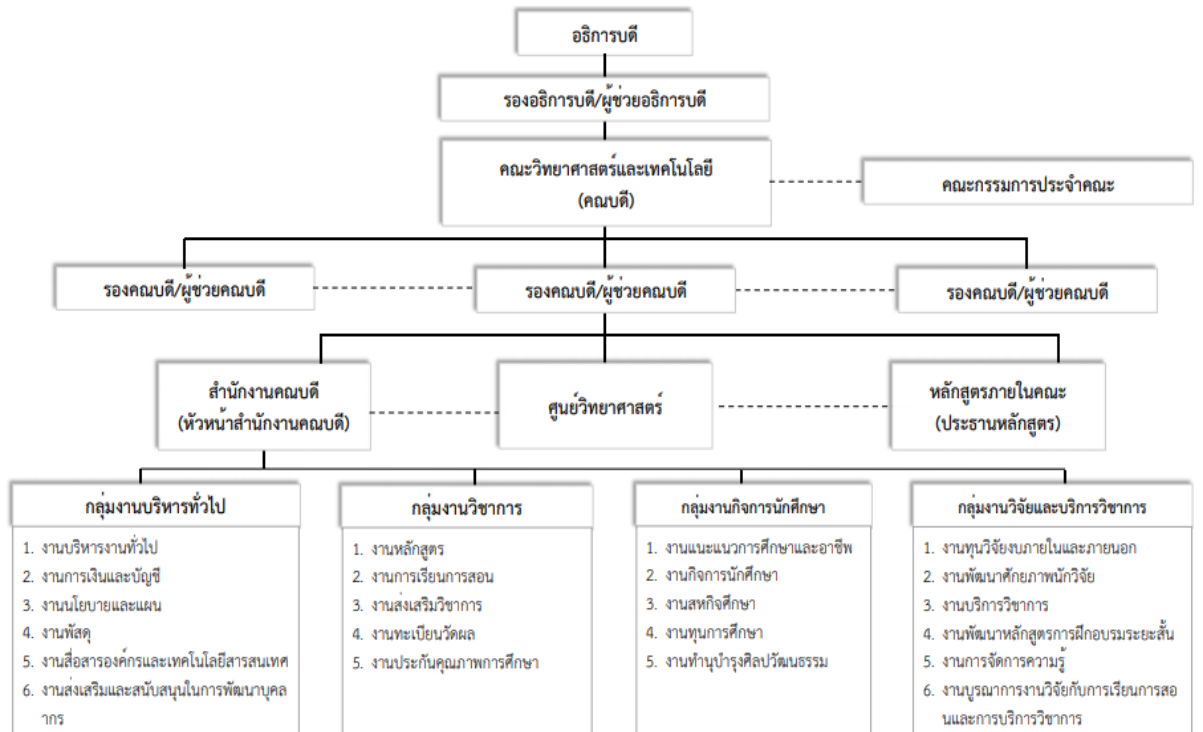 อธิการบดี
รองอธิการบดี/ผู้ช่วยอธิการบดี
คณะวิทยาศาสตร์และเทคโนโลยี
(คณบดี)
คณะกรรมการประจำคณะ
รองคณบดี/ผู้ช่วยคณบดี
รองคณบดี/ผู้ช่วยคณบดี
รองคณบดี/ผู้ช่วยคณบดี
สำนักงานคณบดี
(หัวหน้าสำนักงานคณบดี)
ศูนย์วิทยาศาสตร์
หลักสูตรภายในคณะ
(ประธานหลักสูตร)
กลุ่มงานบริหารทั่วไป
1. งานบริหารงานทั่วไป
2. งานการเงินและบัญชี
3. งานนโยบายและแผน
4. งานพัสดุ
5. งานสื่อสารองค์กรและเทคโนโลยีสารสนเทศ
6. งานส่งเสริมและสนับสนุนในการพัฒนาบุคล
ากร
กลุ่มงานวิชาการ
1. งานหลักสูตร
2. งานการเรียนการสอน
3. งานส่งเสริมวิชาการ
4. งานทะเบียนวัดผล
5. งานประกันคุณภาพการศึกษา
กลุ่มงานกิจการนักศึกษา
1. งานแนะแนวการศึกษาและอาชีพ
2. งานกิจการนักศึกษา
3. งานสหกิจศึกษา
4. งานทุนการศึกษา
5. งานทำนุบำรุงศิลปวัฒนธรรม
กลุ่มงานวิจัยและบริการวิชาการ
1. งานทุนวิจัยงบภายในและภายนอก
2. งานพัฒนาศักยภาพนักวิจัย
3. งานบริการวิชาการ
4. งานพัฒนาหลักสูตรการฝึกอบรมระยะสั้น
5. งานการจัดการความรู้
6. งานบูรณาการงานวิจัยกับการเรียนการสอ
นและการบริการวิชาการ